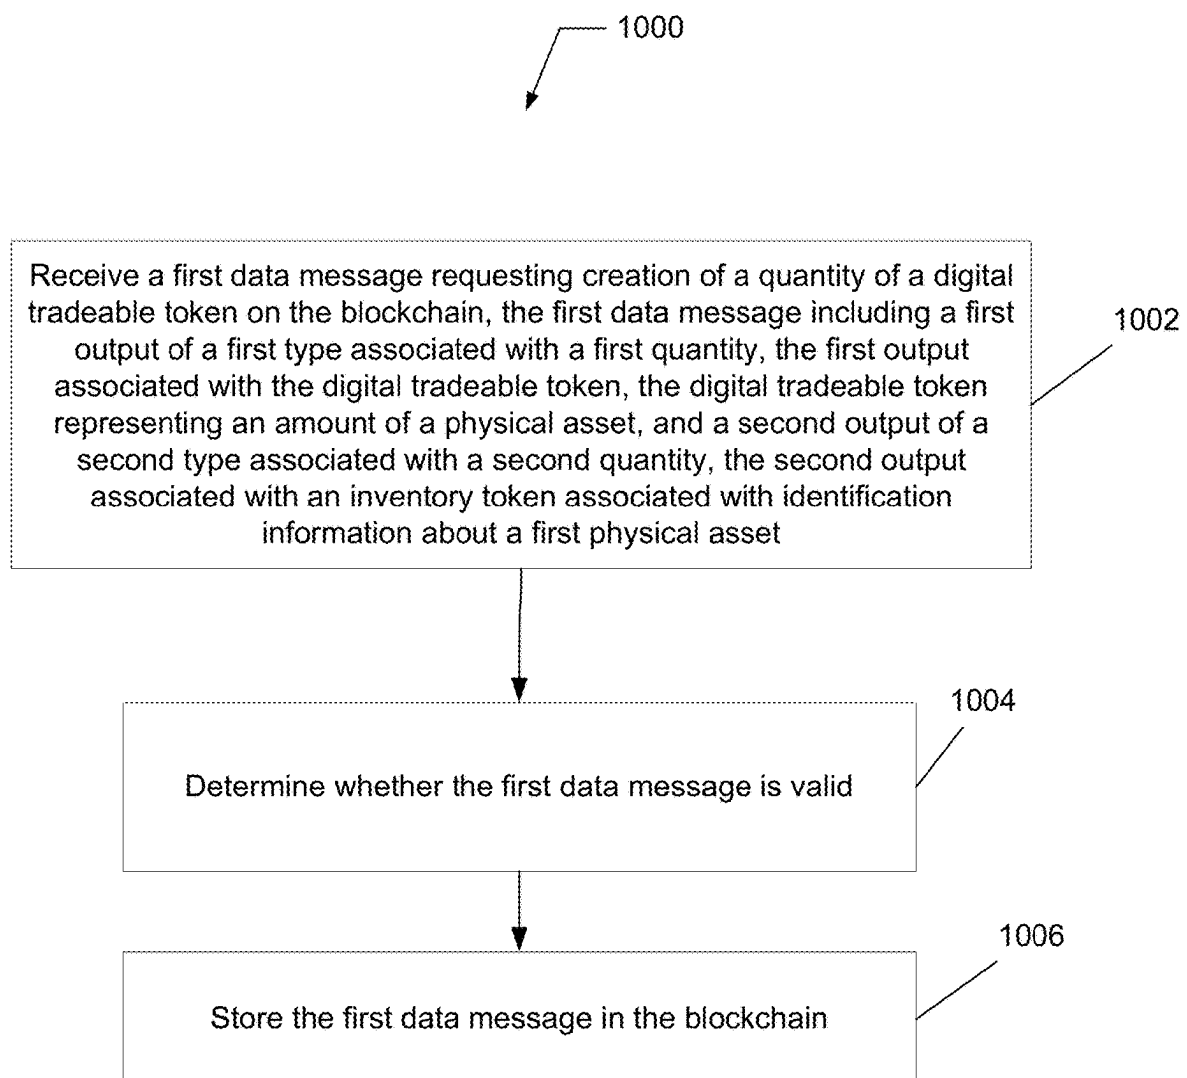 1000
Receive a first data message requesting creation of a quantity of a digital
tradeable token on the blockchain, the first data message including a first
output of a first type associated with a first quantity, the first output
associated with the digital tradeable token, the digital tradeable token
representing an amount of a physical asset, and a second output of a
second type associated with a second quantity, the second output
associated with an inventory token associated with identification
information about a first physical asset
1002
1004
Determine whether the first data message is valid
1006
Store the first data message in the blockchain